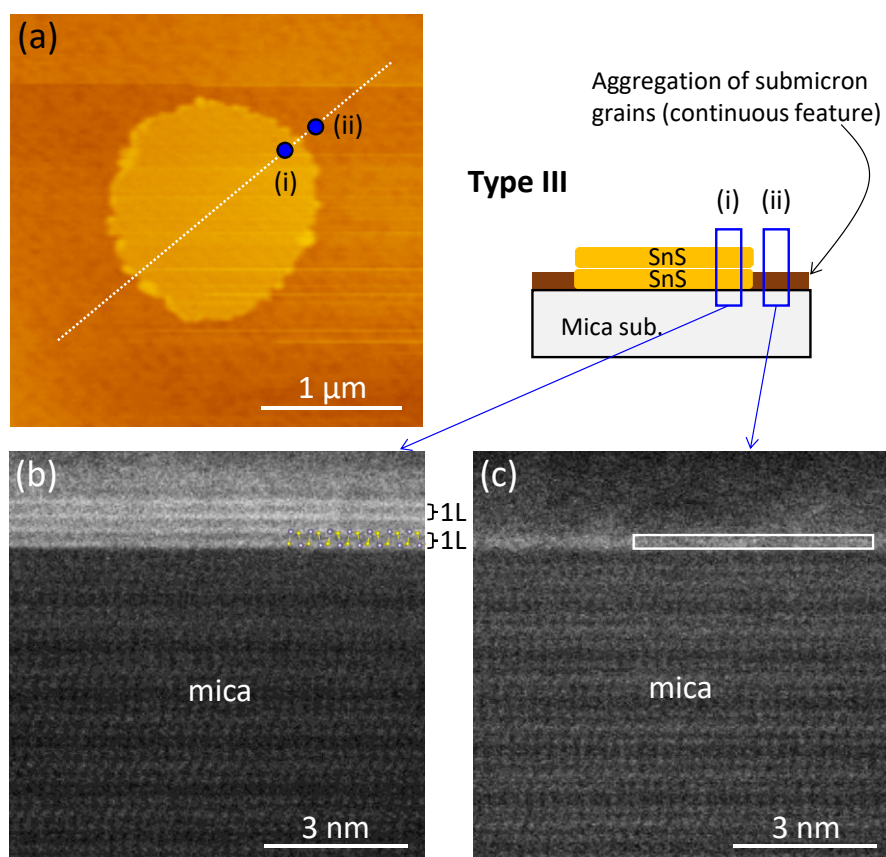 (a)
(ii)
(i)
1 μm
Aggregation of submicron
grains (continuous feature)
Type III
(i)
(ii)
SnS
SnS
Mica sub.
(b)
1L
1L
mica
3 nm
(c)
mica
3 nm